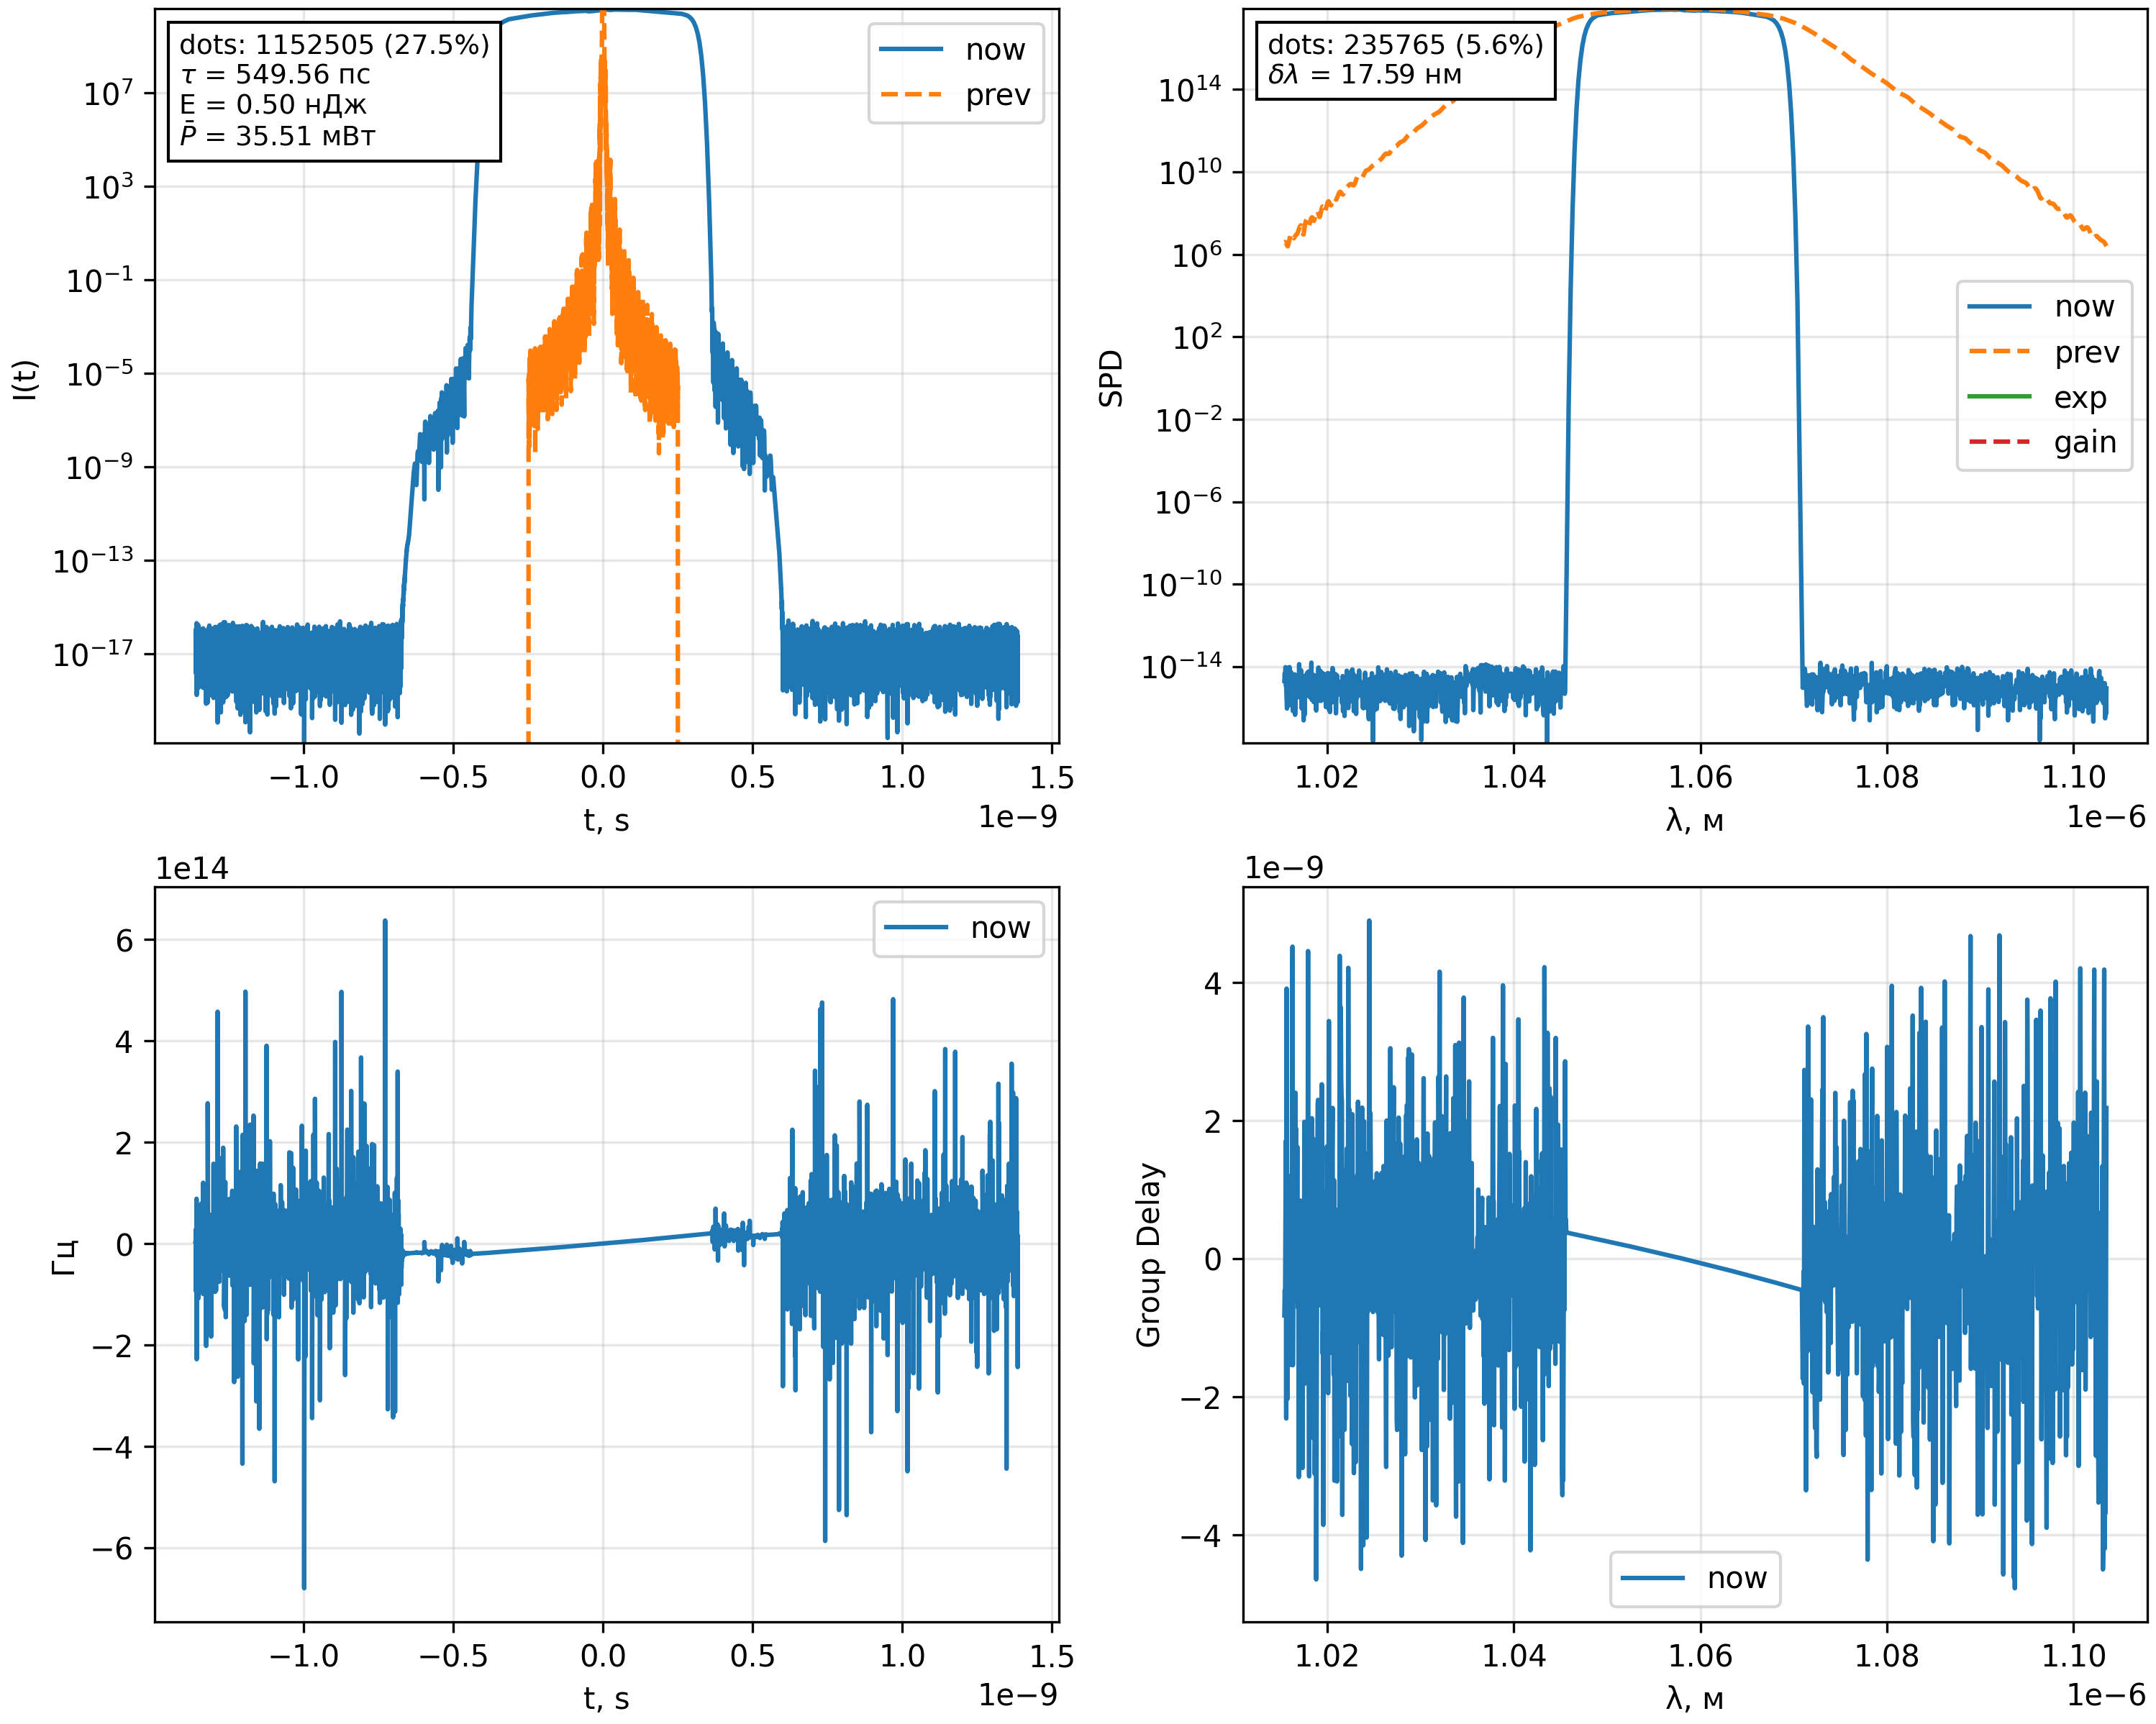 dots: 1152505 (27.5%)
τ = 549.56 пс
E = 0.50 нДж
P̄ = 35.51 мВт
now
prev
10⁷
10³
10⁻¹
10⁻⁵
10⁻⁹
10⁻¹³
10⁻¹⁷
I(t)
−1.0 −0.5 0.0 0.5 1.0 1.5
t, s
1e−9
dots: 235765 (5.6%)
δλ = 17.59 нм
10¹⁴
10¹⁰
10⁶
10²
10⁻²
10⁻⁶
10⁻¹⁰
10⁻¹⁴
SPD
now
prev
exp
gain
1.02 1.04 1.06 1.08 1.10
λ, м
1e−6
1e14
now
6
4
2
0
−2
−4
−6
Гц
−1.0 −0.5 0.0 0.5 1.0 1.5
t, s
1e−9
1e−9
4
2
0
−2
−4
Group Delay
now
1.02 1.04 1.06 1.08 1.10
λ, м
1e−6